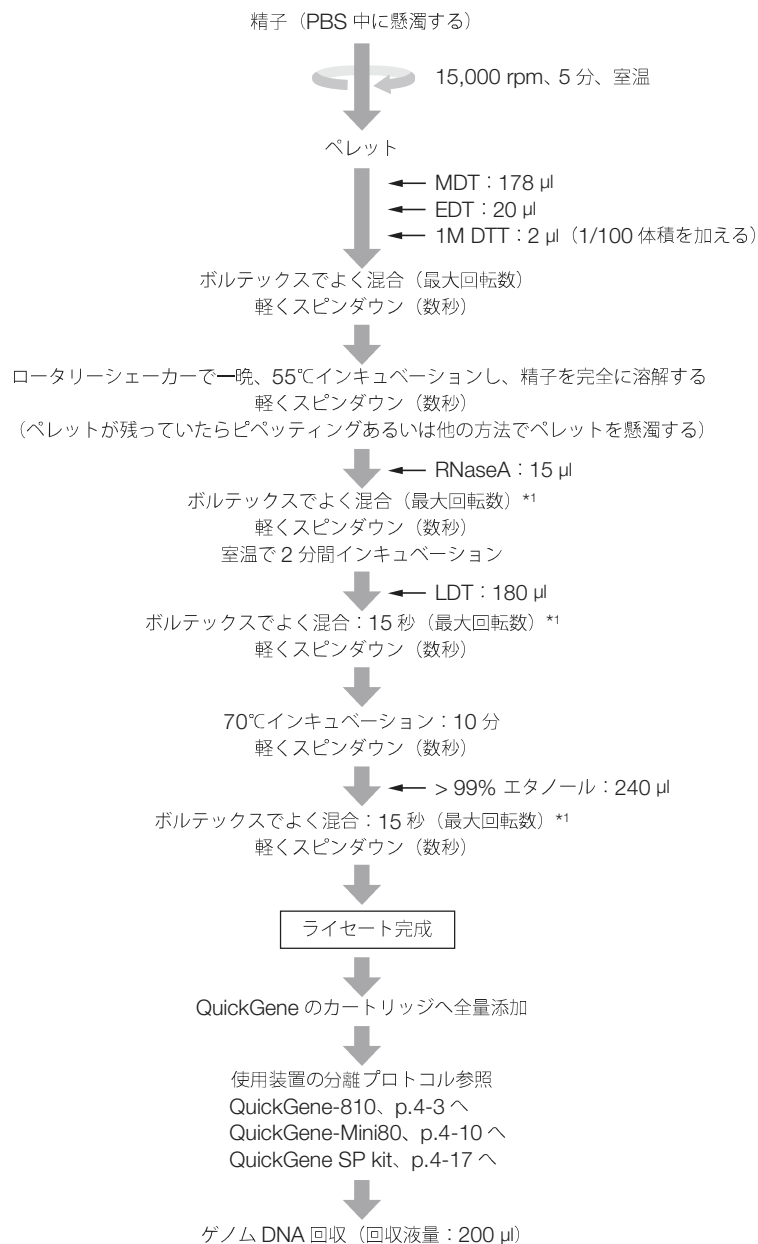 精子（PBS 中に懸濁する）
15,000 rpm、5 分、室温
ペレット
MDT：178 µl
EDT：20 µl
1M DTT：2 µl（1/100 体積を加える）
ボルテックスでよく混合（最大回転数）
軽くスピンダウン（数秒）
ロータリーシェーカーで一晩、55℃インキュベーションし、精子を完全に溶解する
軽くスピンダウン（数秒）
（ペレットが残っていたらピペッティングあるいは他の方法でペレットを懸濁する）
RNaseA：15 µl
ボルテックスでよく混合（最大回転数）*1
軽くスピンダウン（数秒）
室温で 2 分間インキュベーション
LDT：180 µl
ボルテックスでよく混合：15 秒（最大回転数）*1
軽くスピンダウン（数秒）
70℃インキュベーション：10 分
軽くスピンダウン（数秒）
> 99% エタノール：240 µl
ボルテックスでよく混合：15 秒（最大回転数）*1
軽くスピンダウン（数秒）
ライセート完成
QuickGene のカートリッジへ全量添加
使用装置の分離プロトコル参照
QuickGene-810、p.4-3 へ
QuickGene-Mini80、p.4-10 へ
QuickGene SP kit、p.4-17 へ
ゲノム DNA 回収（回収液量：200 µl）